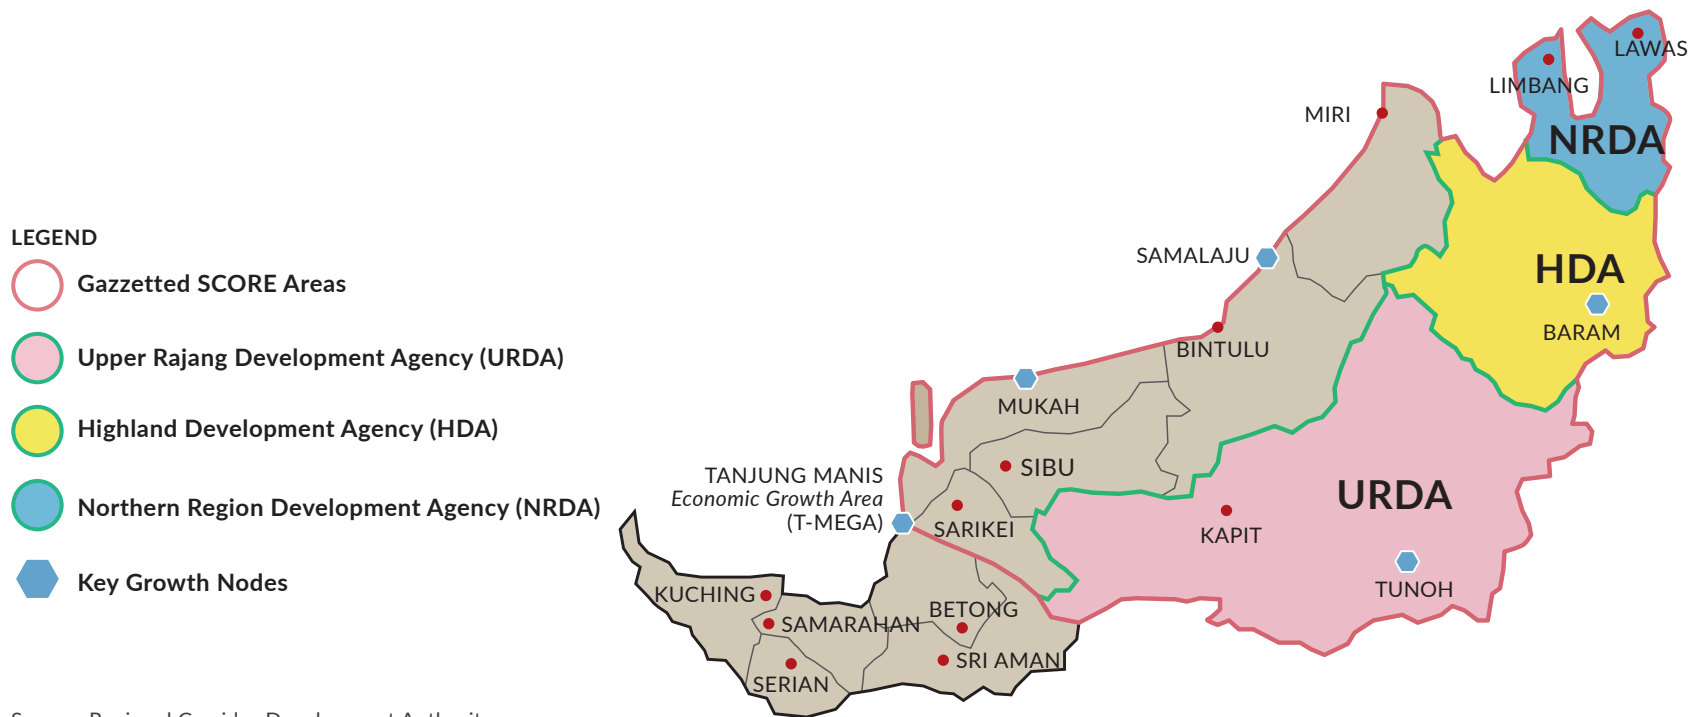 LEGEND
Gazzetted SCORE Areas
Upper Rajang Development Agency (URDA)
Highland Development Agency (HDA)
Northern Region Development Agency (NRDA)
Key Growth Nodes
LAWAS
LIMBANG
NRDA
MIRI
SAMALAJU
HDA
BARAM
BINTULU
MUKAH
SIBU
TANJUNG MANIS
Economic Growth Area
(T-MEGA)
SARIKEI
URDA
KAPIT
TUNOH
KUCHING
SAMARAHAN
BETONG
SRI AMAN
SERIAN